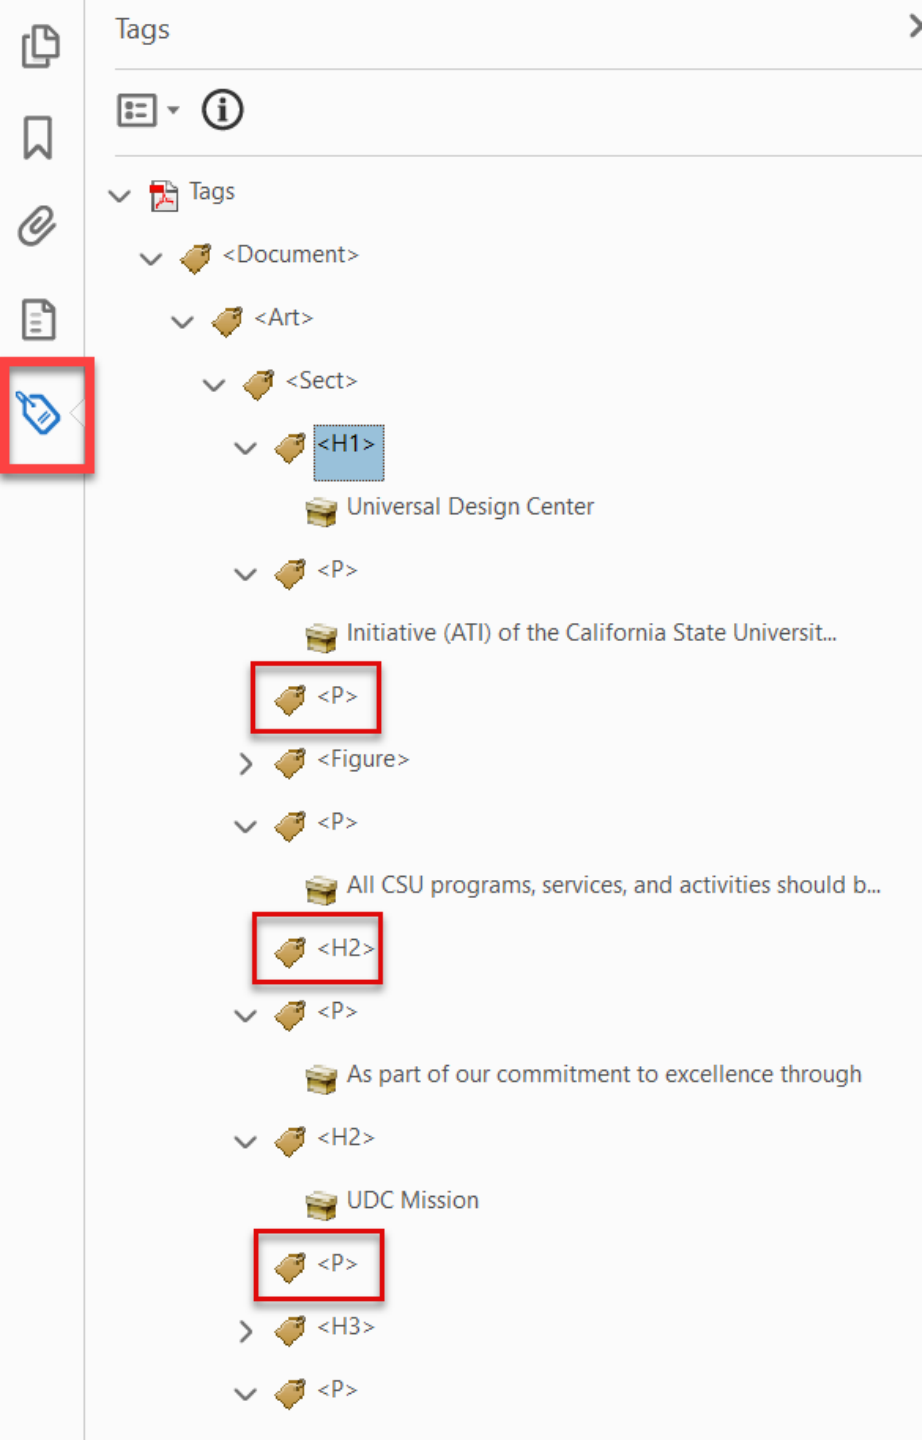 Tags
Tags
<Document>
<Art>
<Sect>
<H1>
Universal Design Center
<P>
Initiative (ATI) of the California State Universit...
<P>
<Figure>
<P>
All CSU programs, services, and activities should b...
<H2>
<P>
As part of our commitment to excellence through
<H2>
UDC Mission
<P>
<H3>
<P>